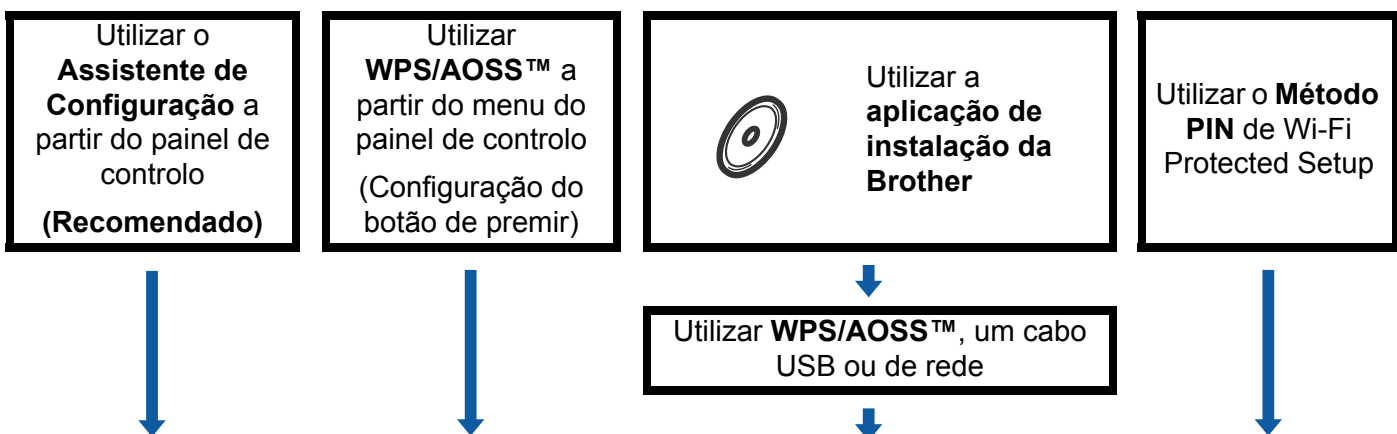 Utilizar o
Assistente de
Configuração a
partir do painel de
controlo
(Recomendado)
Utilizar
WPS/AOSS™ a
partir do menu do
painel de controlo
(Configuração do
botão de premir)
Utilizar a
aplicação de
instalação da
Brother
Utilizar o Método
PIN de Wi-Fi
Protected Setup
Utilizar WPS/AOSS™, um cabo
USB ou de rede